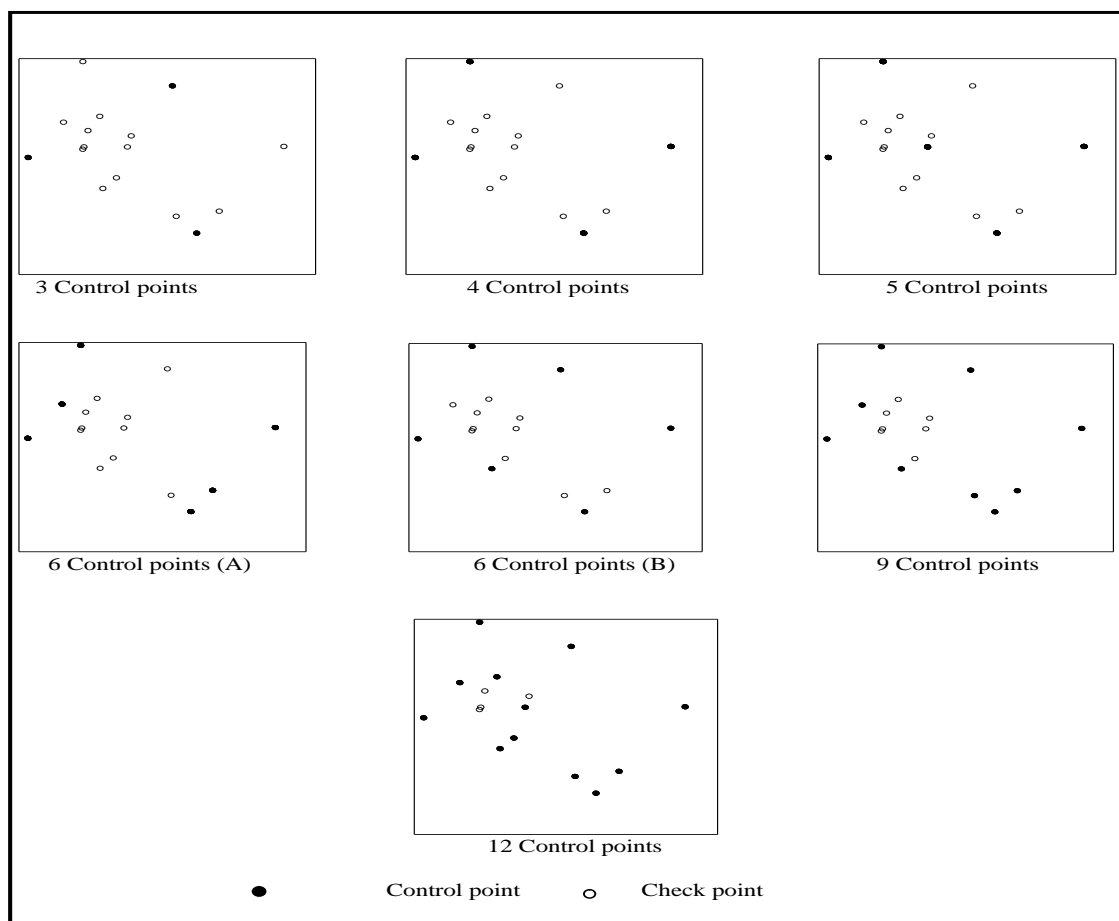 3 Control points
4 Control points
5 Control points
6 Control points (A)
6 Control points (B)
9 Control points
12 Control points
Control point
Check point